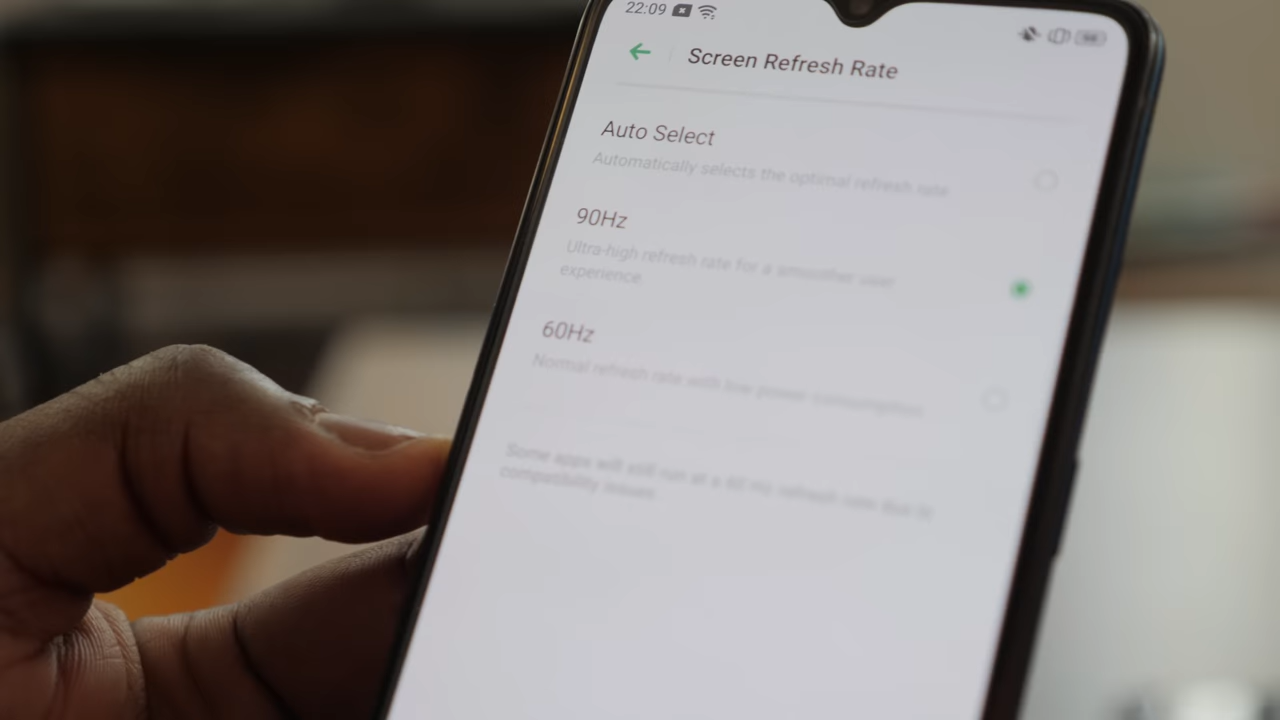 22:09
Screen Refresh Rate
Auto Select
Automatically selects the optimal refresh rate
90Hz
Ultra-high refresh rate for a smoother user
experience
60Hz
Normal refresh rate with low power consumption
Some apps will still run at a 60 Hz refresh rate due to
compatibility issues